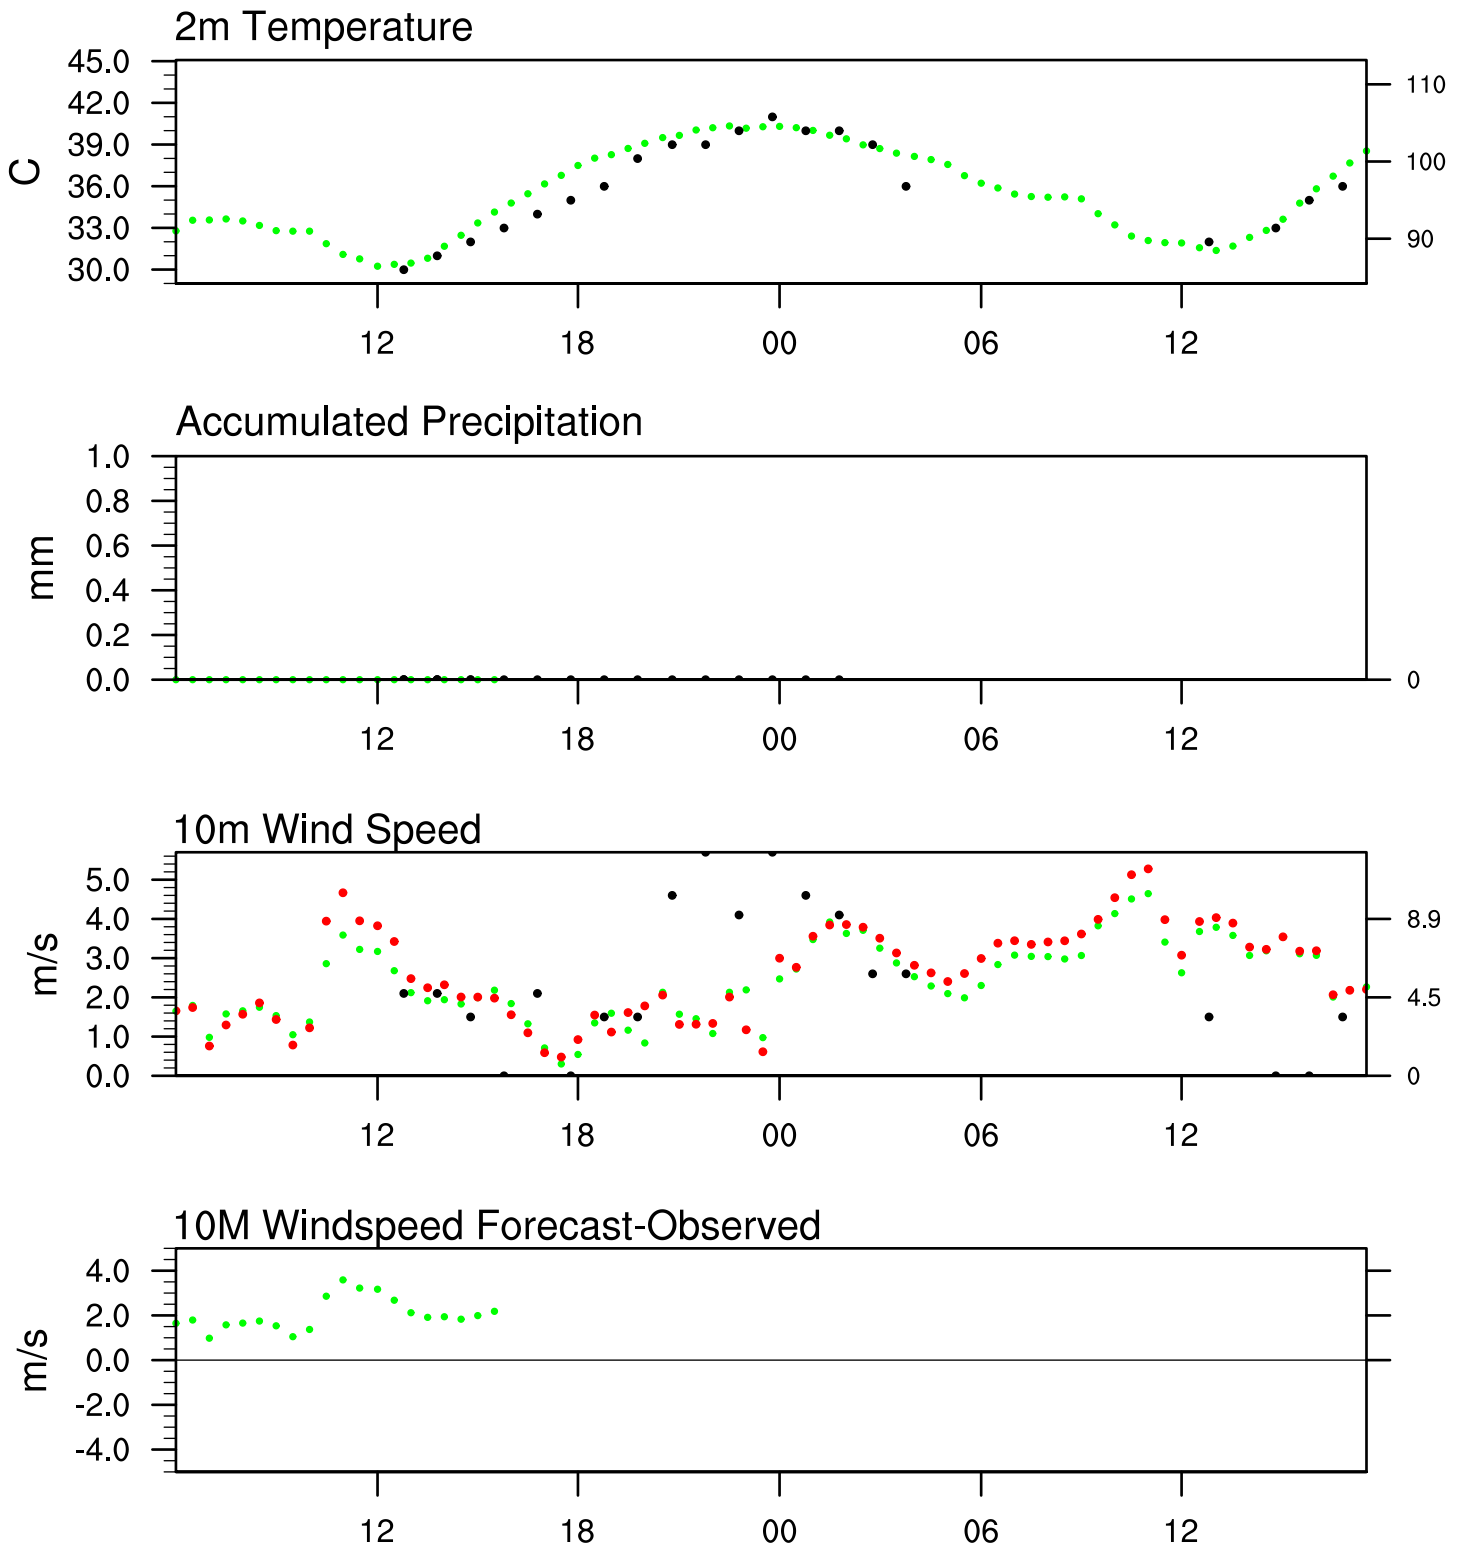 2m Temperature
45.0
42.0
39.0
36.0
33.0
30.0
C
110
100
90
12 18 00 06 12
Accumulated Precipitation
1.0
0.8
0.6
0.4
0.2
0.0
mm
0
12 18 00 06 12
10m Wind Speed
5.0
4.0
3.0
2.0
1.0
0.0
m/s
8.9
4.5
0
12 18 00 06 12
10M Windspeed Forecast-Observed
4.0
2.0
0.0
-2.0
-4.0
m/s
12 18 00 06 12